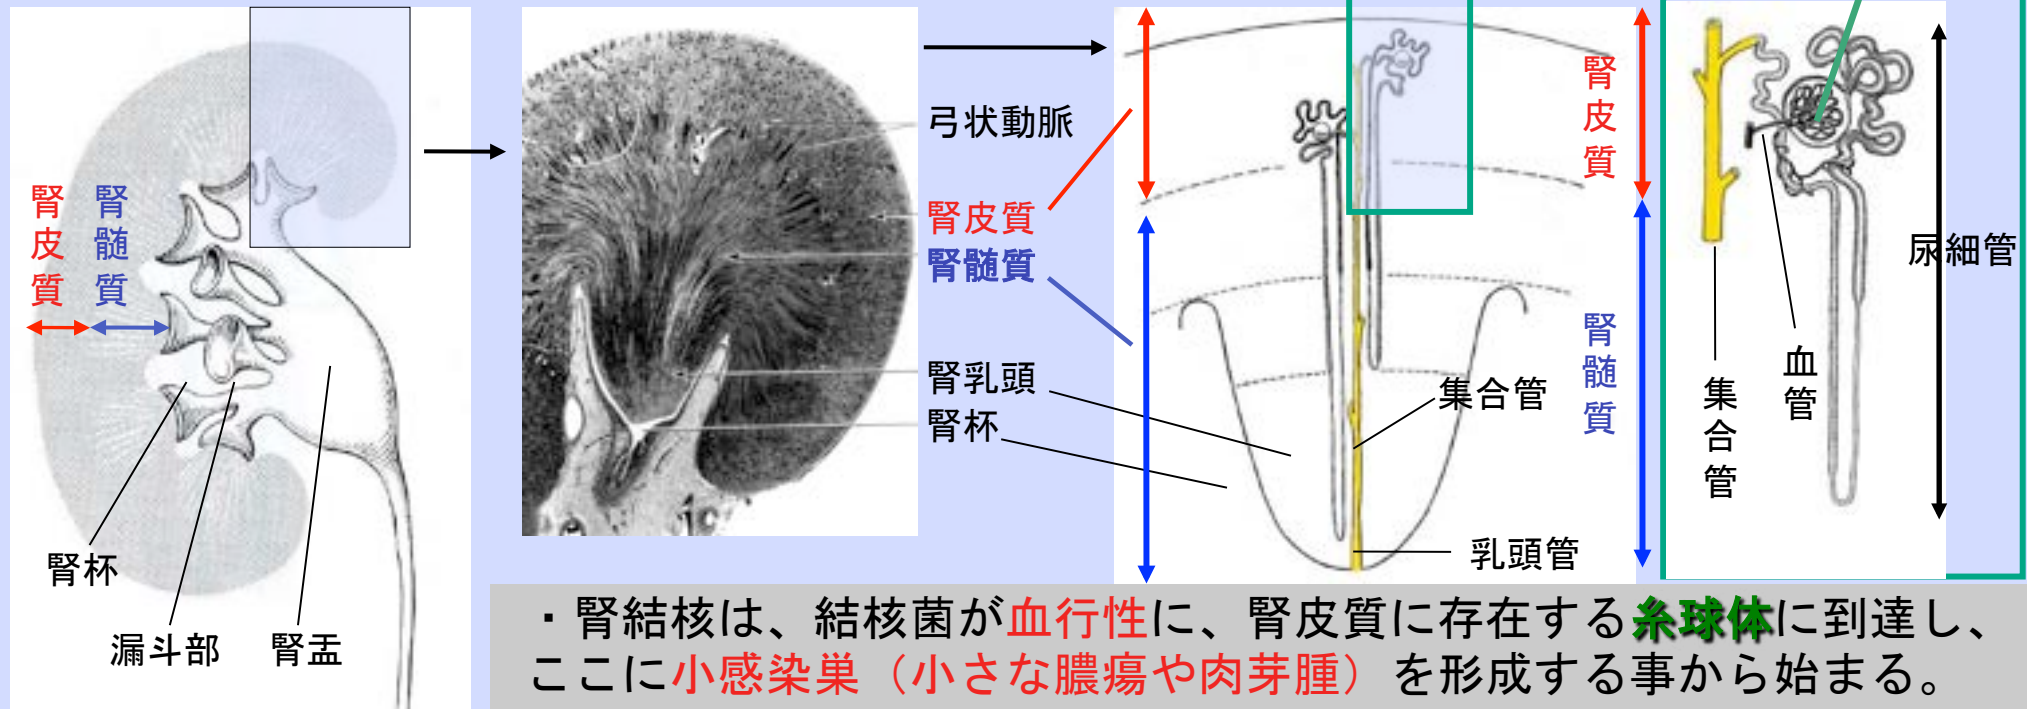 腎皮質
腎髄質
腎杯
漏斗部
腎盂
弓状動脈
腎皮質
腎髄質
腎乳頭
腎杯
集合管
乳頭管
腎皮質
腎髄質
集合管
血管
尿細管
・腎結核は、結核菌が血行性に、腎皮質に存在する糸球体に到達し、
ここに小感染巣（小さな膿瘍や肉芽腫）を形成する事から始まる。